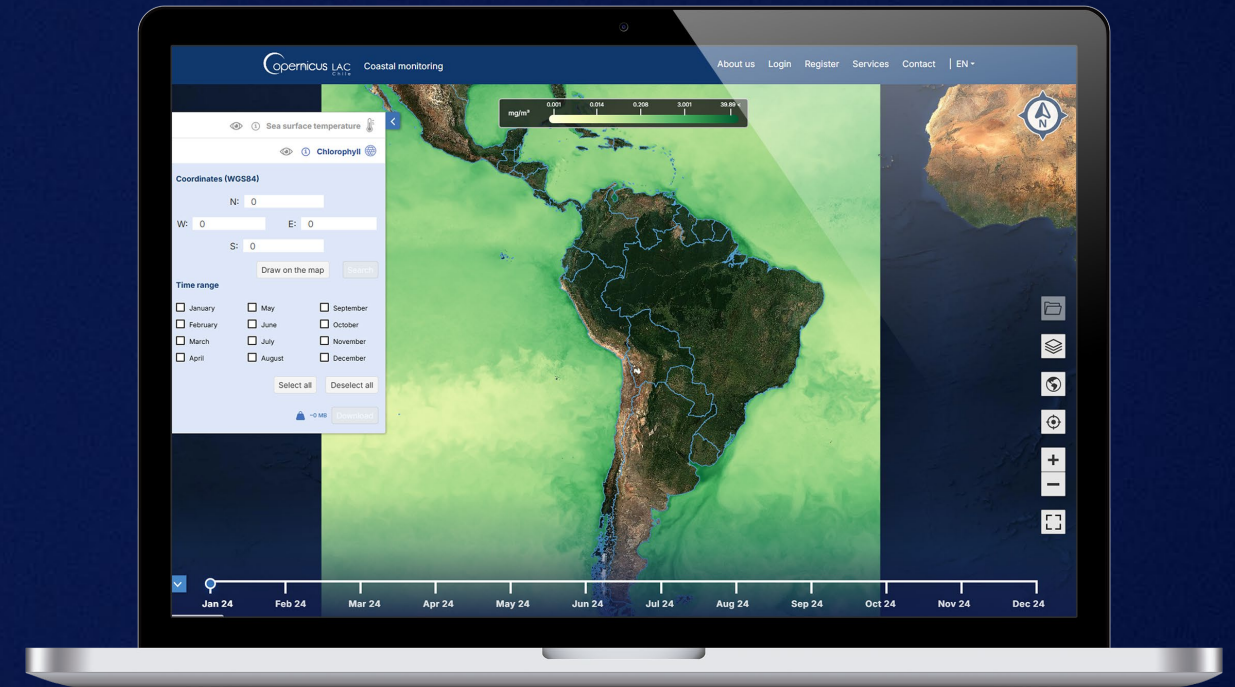 Copernicus LAC Chile Coastal monitoring
About us Login Register Services Contact | EN
mg/m³ 0.001 0.014 0.208 3.001 39.89 <
N
Sea surface temperature
Chlorophyll
Coordinates (WGS84)
N: 0
W: 0 E: 0
S: 0
Draw on the map Search
Time range
January May September
February June October
March July November
April August December
Select all Deselect all
~0 MB Download
Jan 24 Feb 24 Mar 24 Apr 24 May 24 Jun 24 Jul 24 Aug 24 Sep 24 Oct 24 Nov 24 Dec 24